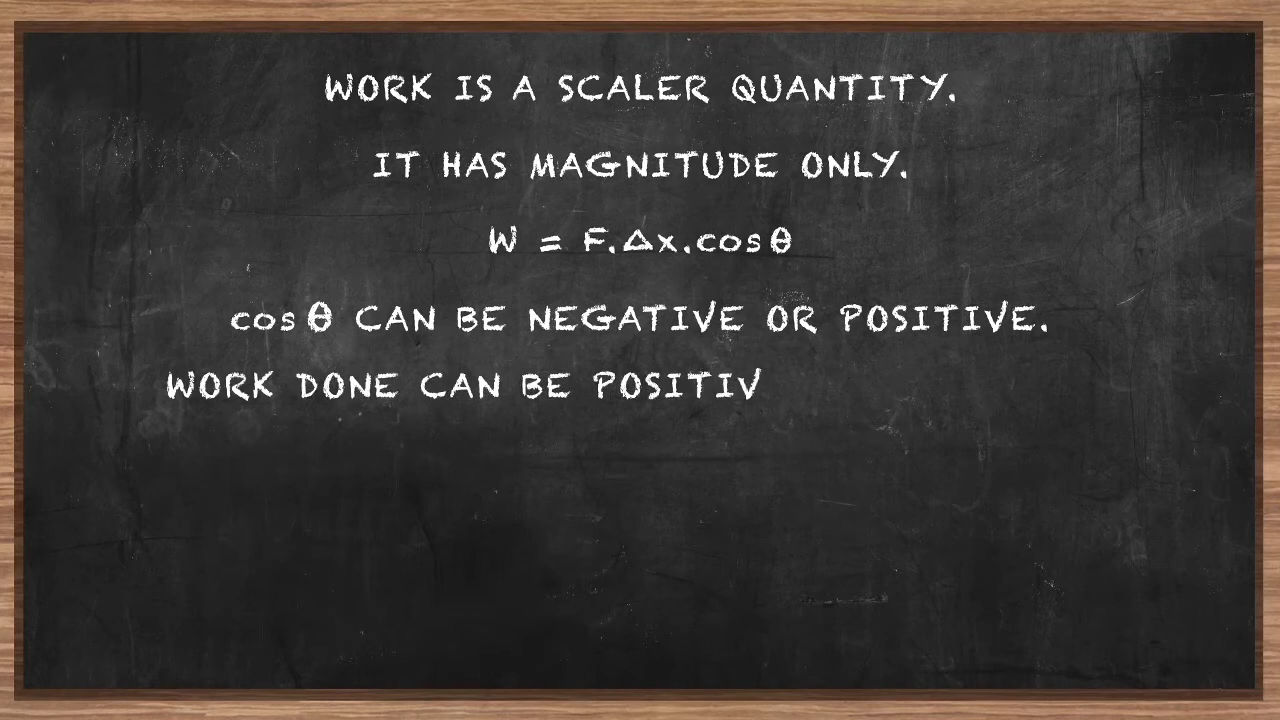 WORK IS A SCALER QUANTITY.
IT HAS MAGNITUDE ONLY.
W = F.Δx.cosθ
cosθ CAN BE NEGATIVE OR POSITIVE.
WORK DONE CAN BE POSITIV